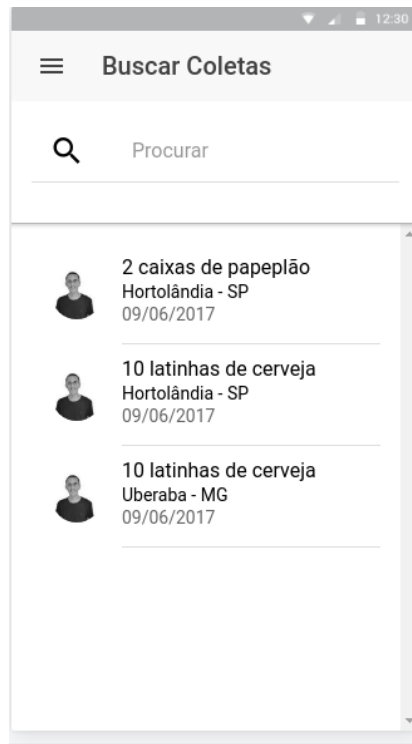 12:30
Buscar Coletas
Procurar
2 caixas de papeplão
Hortolândia - SP
09/06/2017
10 latinhas de cerveja
Hortolândia - SP
09/06/2017
10 latinhas de cerveja
Uberaba - MG
09/06/2017